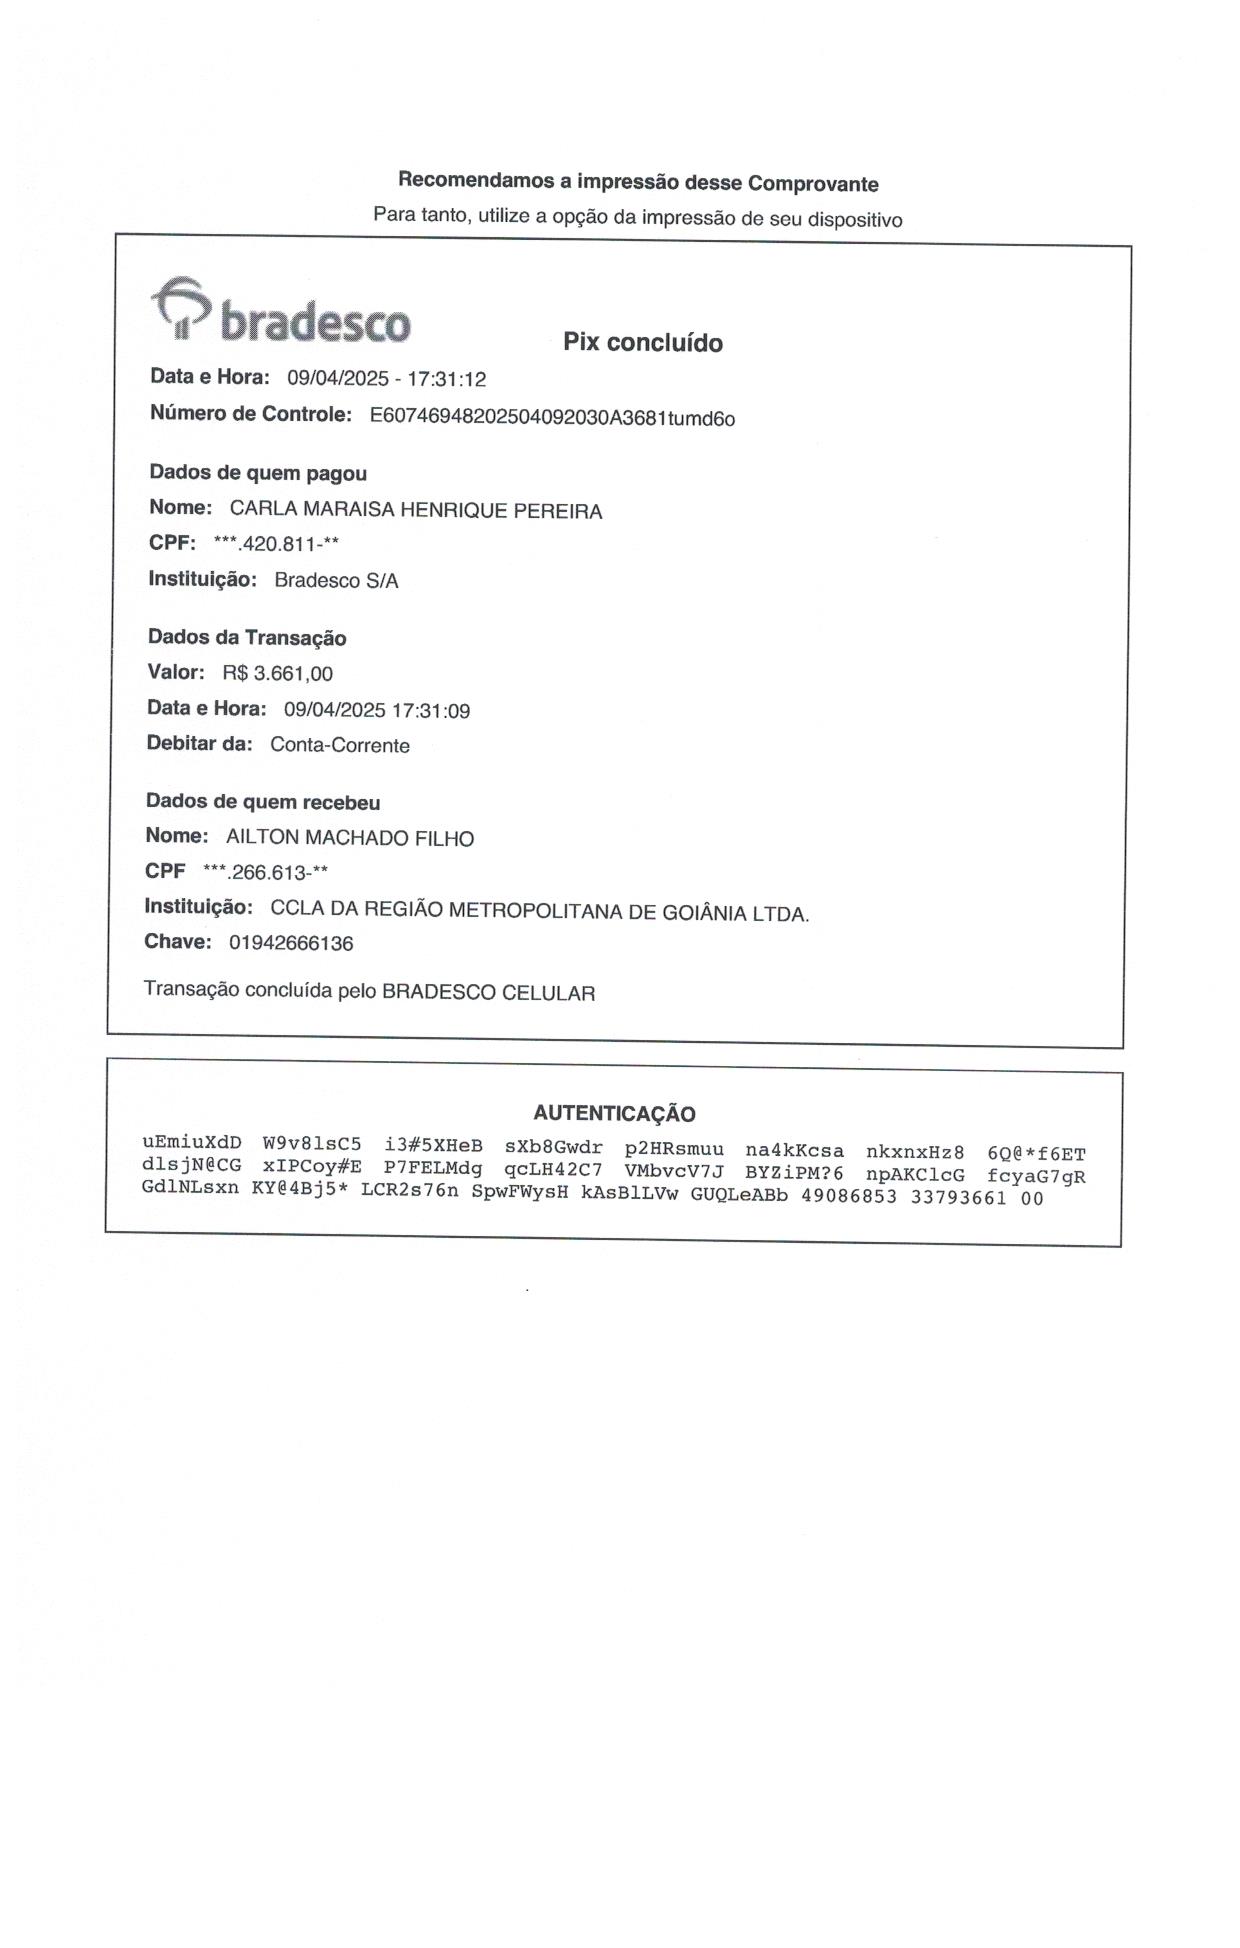 Recomendamos a impressão desse Comprovante
Para tanto, utilize a opção da impressão de seu dispositivo
bradesco
Pix concluído
Data e Hora: 09/04/2025 - 17:31:12
Número de Controle: E60746948202504092030A3681tumd6o
Dados de quem pagou
Nome: CARLA MARAISA HENRIQUE PEREIRA
CPF: ***.420.811-**
Instituição: Bradesco S/A
Dados da Transação
Valor: R$ 3.661,00
Data e Hora: 09/04/2025 17:31:09
Debitar da: Conta-Corrente
Dados de quem recebeu
Nome: AILTON MACHADO FILHO
CPF ***.266.613-**
Instituição: CCLA DA REGIÃO METROPOLITANA DE GOIÂNIA LTDA.
Chave: 01942666136
Transação concluída pelo BRADESCO CELULAR
AUTENTICAÇÃO
uEmiuXdD W9v8lsC5 i3#5XHeB sXb8Gwdr p2HRsmuu na4kKcsa nkxnxHz8 6Q@*f6ET
dlsjN@CG xIPCoy#E P7FELMdg qcLH42C7 VMbvcV7J BYZiPM?6 npAKClcG fcyaG7gR
GdlNLsxn KY@4Bj5* LCR2s76n SpwFWysH kAsBlLVw GUQLeABb 49086853 33793661 00